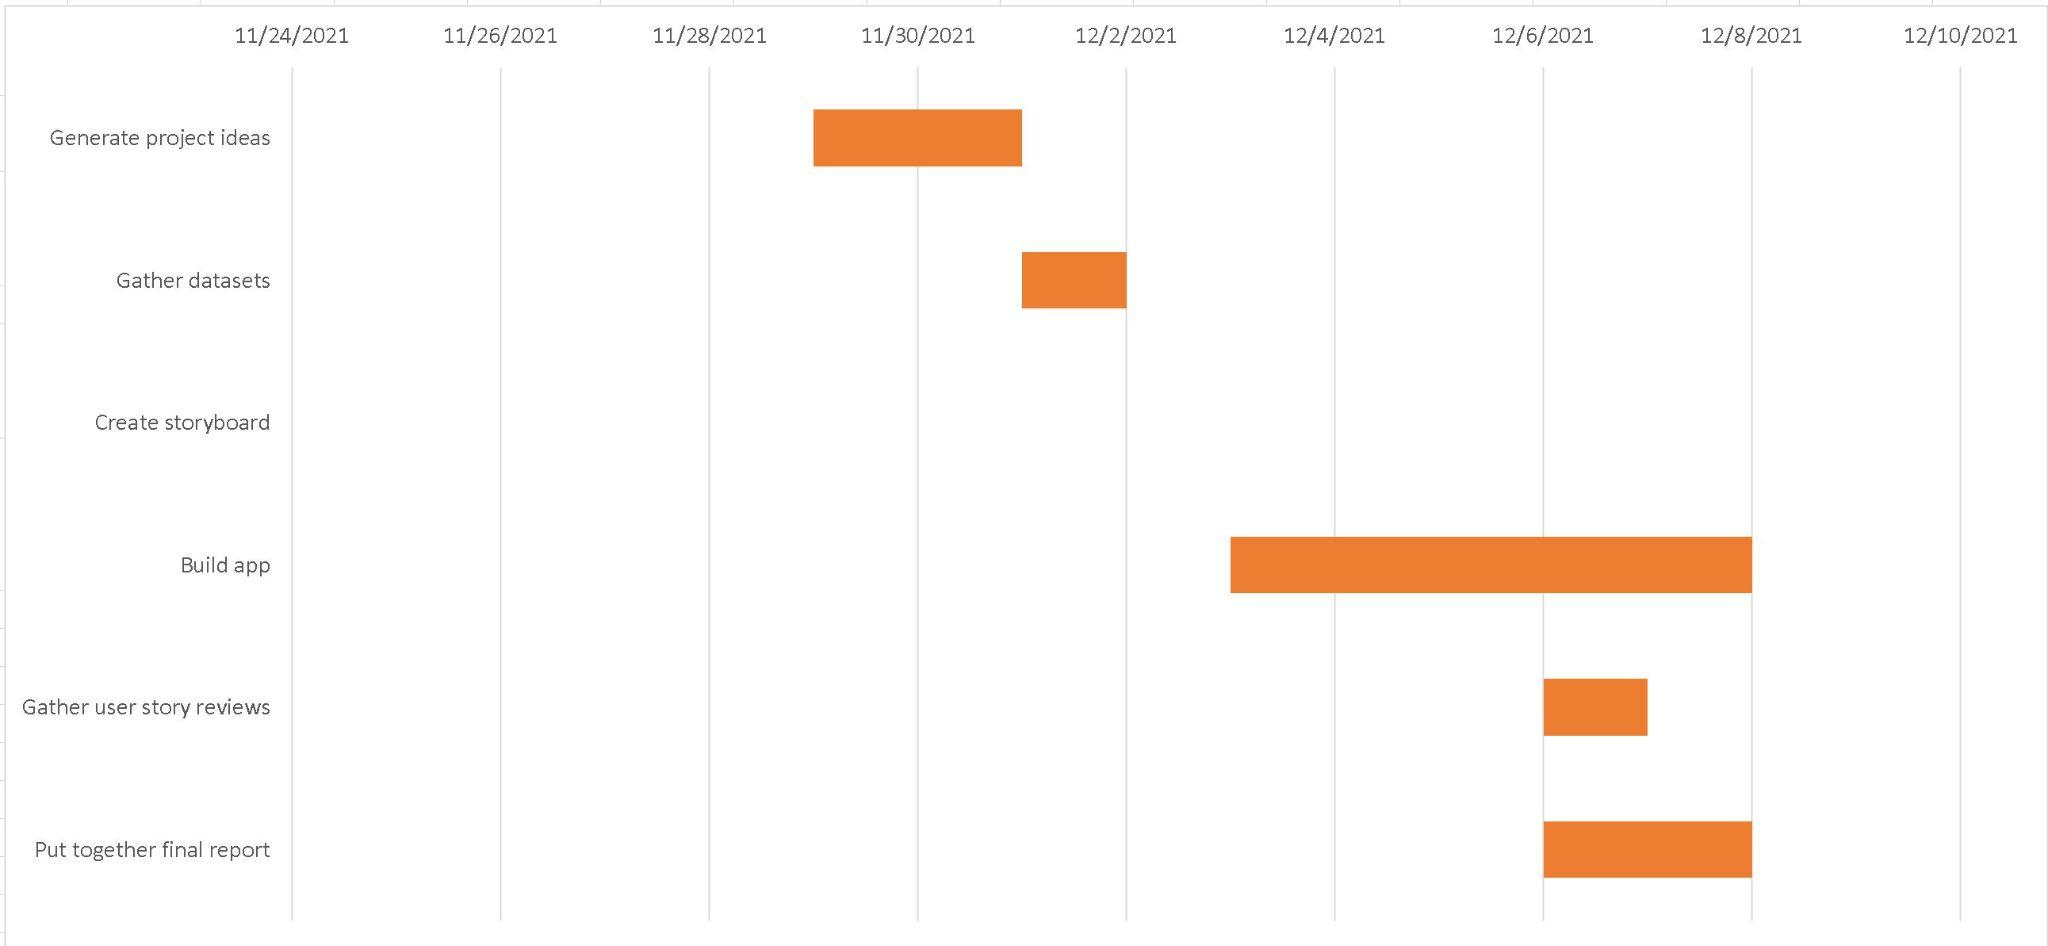 11/24/2021 11/26/2021 11/28/2021 11/30/2021 12/2/2021 12/4/2021 12/6/2021 12/8/2021 12/10/2021
Generate project ideas
Gather datasets
Create storyboard
Build app
Gather user story reviews
Put together final report